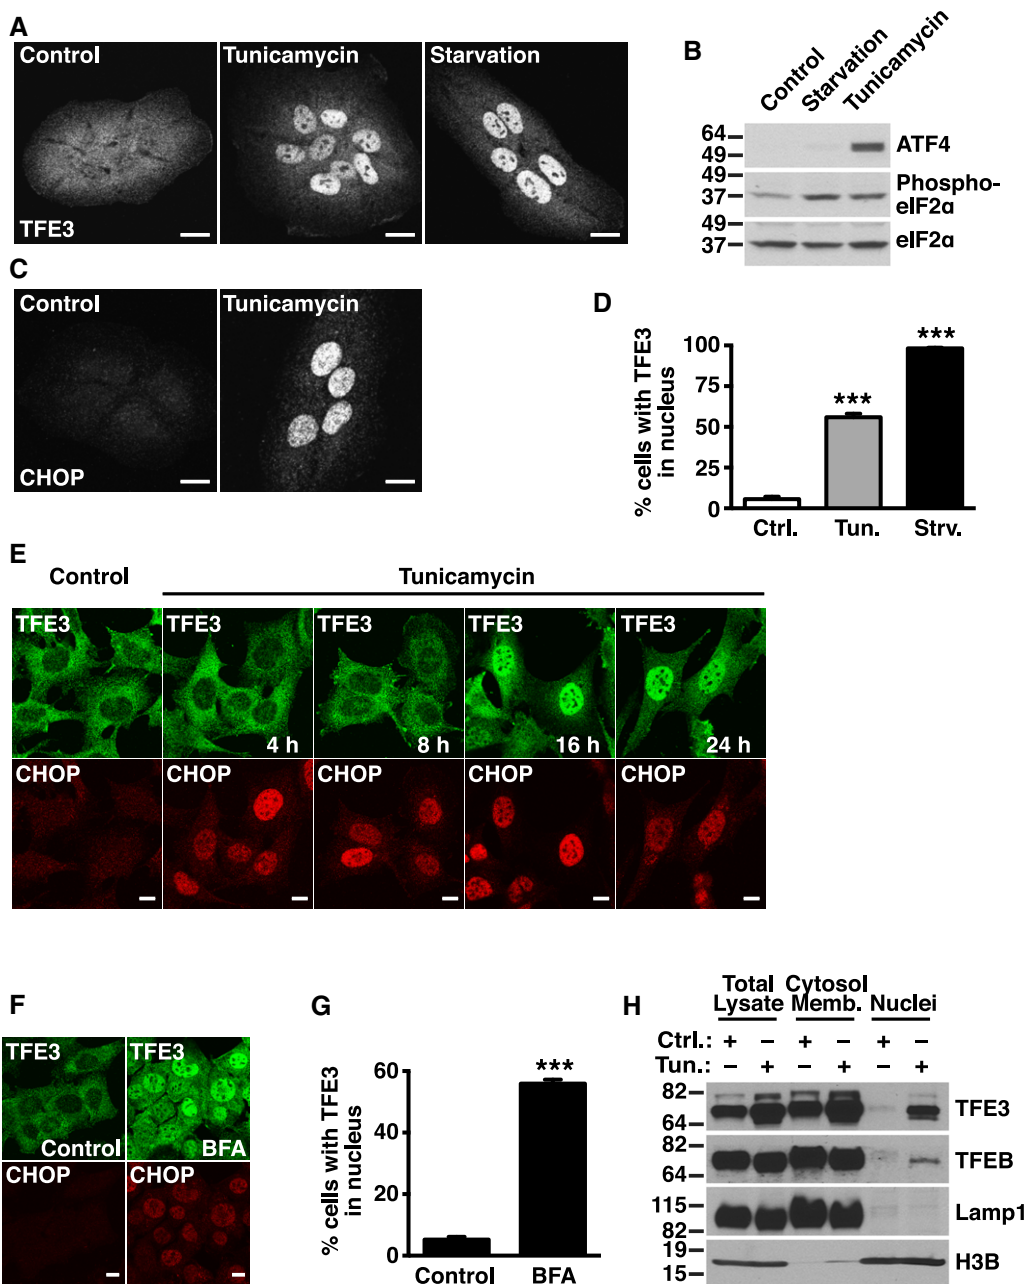 A
Control
Tunicamycin
Starvation
TFE3
B
Control
Starvation
Tunicamycin
64
49
ATF4
49
37
Phospho-
eIF2α
49
37
eIF2α
C
Control
Tunicamycin
CHOP
D
% cells with TFE3
in nucleus
100
75
50
25
0
***
***
Ctrl.
Tun.
Strv.
E
Control
Tunicamycin
TFE3
TFE3
TFE3
TFE3
TFE3
4 h
8 h
16 h
24 h
CHOP
CHOP
CHOP
CHOP
CHOP
F
TFE3
TFE3
Control
BFA
CHOP
CHOP
G
% cells with TFE3
in nucleus
60
40
20
0
***
Control
BFA
H
Total
Lysate
Cytosol
Memb.
Nuclei
Ctrl.: + – + – + –
Tun.: – + – + – +
82
64
TFE3
82
64
TFEB
115
82
Lamp1
19
15
H3B